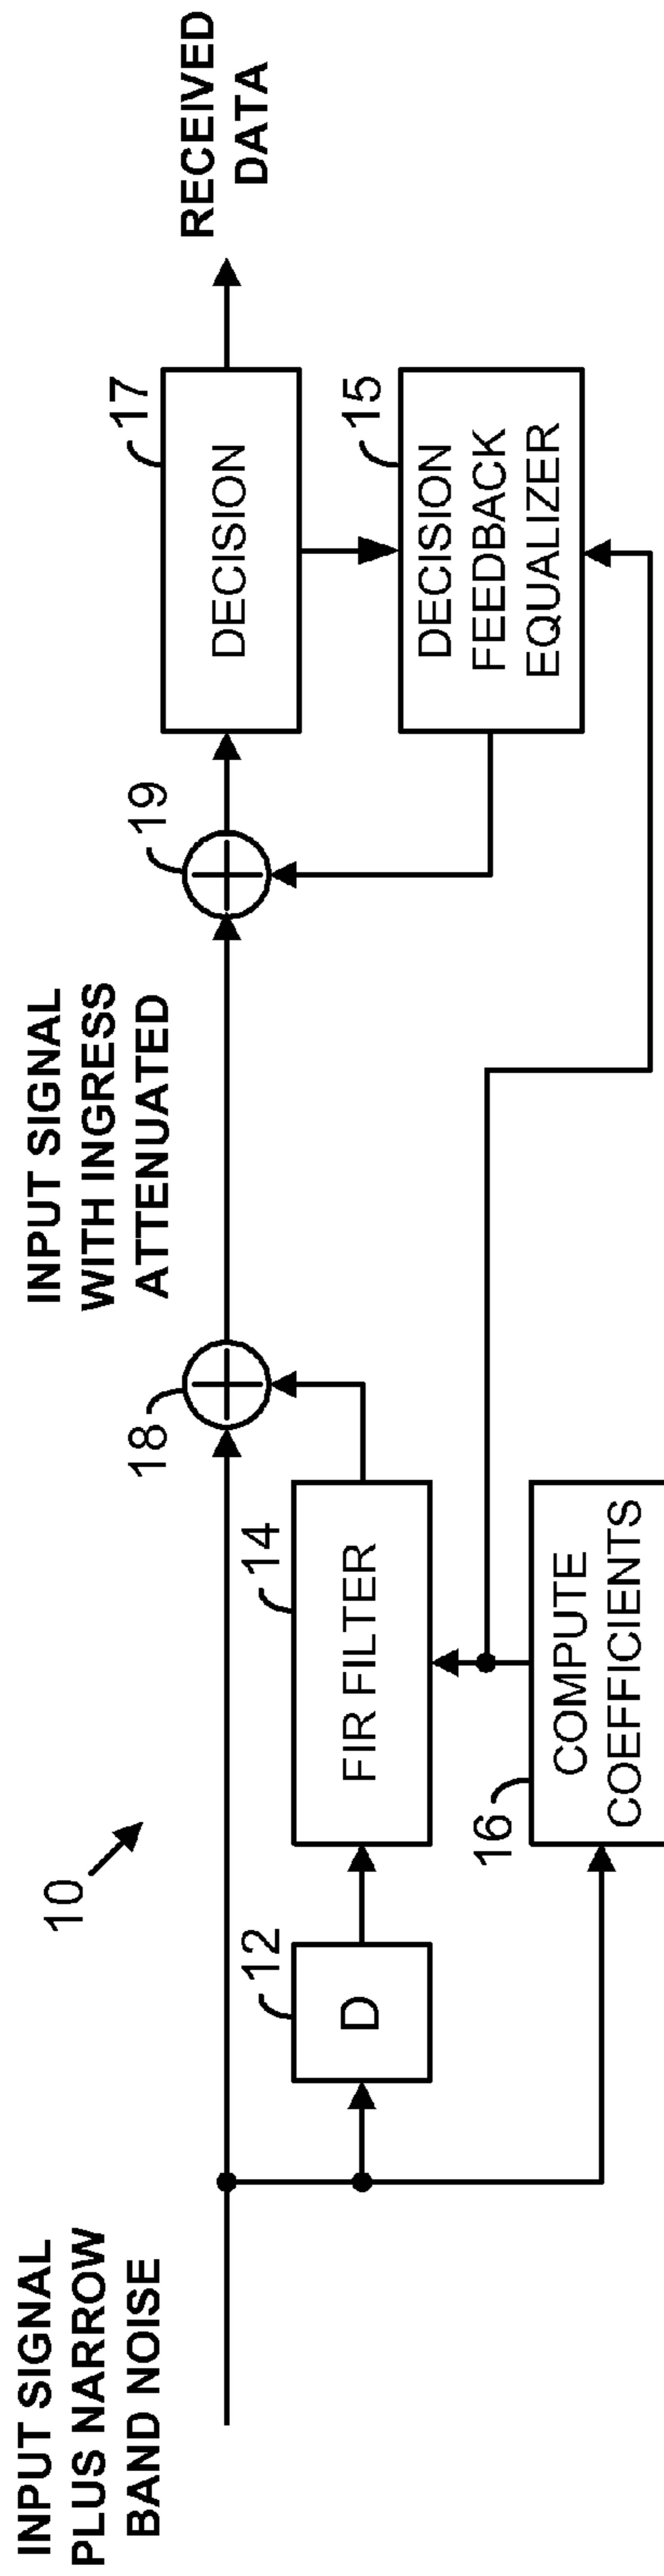 INPUT SIGNAL
PLUS NARROW
BAND NOISE
10
12
D
14
FIR FILTER
16
COMPUTE
COEFFICIENTS
18
INPUT SIGNAL
WITH INGRESS
ATTENUATED
19
17
DECISION
15
DECISION
FEEDBACK
EQUALIZER
RECEIVED
DATA